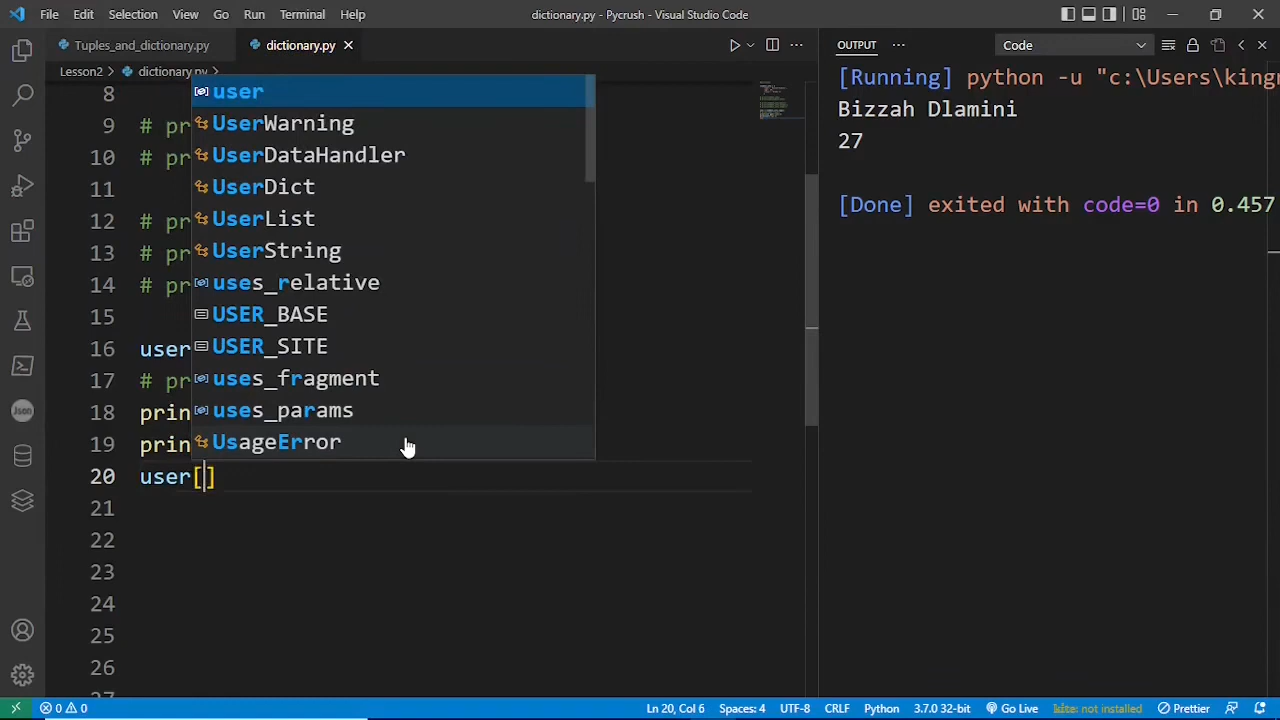 File Edit Selection View Go Run Terminal Help
dictionary.py - Pycrush - Visual Studio Code
Tuples_and_dictionary.py
dictionary.py
Lesson2 > dictionary.py >
8
9 # pr
10 # pr
11
12 # pr
13 # pr
14 # pr
15
16 user
17 # pr
18 prin
19 prin
20 user[]
21
22
23
24
25
26
user
UserWarning
UserDataHandler
UserDict
UserList
UserString
uses_relative
USER_BASE
USER_SITE
uses_fragment
uses_params
UsageError
OUTPUT
Code
[Running] python -u "c:\Users\king
Bizzah Dlamini
27
[Done] exited with code=0 in 0.457
Json
0 0
Ln 20, Col 6 Spaces: 4 UTF-8 CRLF Python 3.7.0 32-bit Go Live not installed Prettier